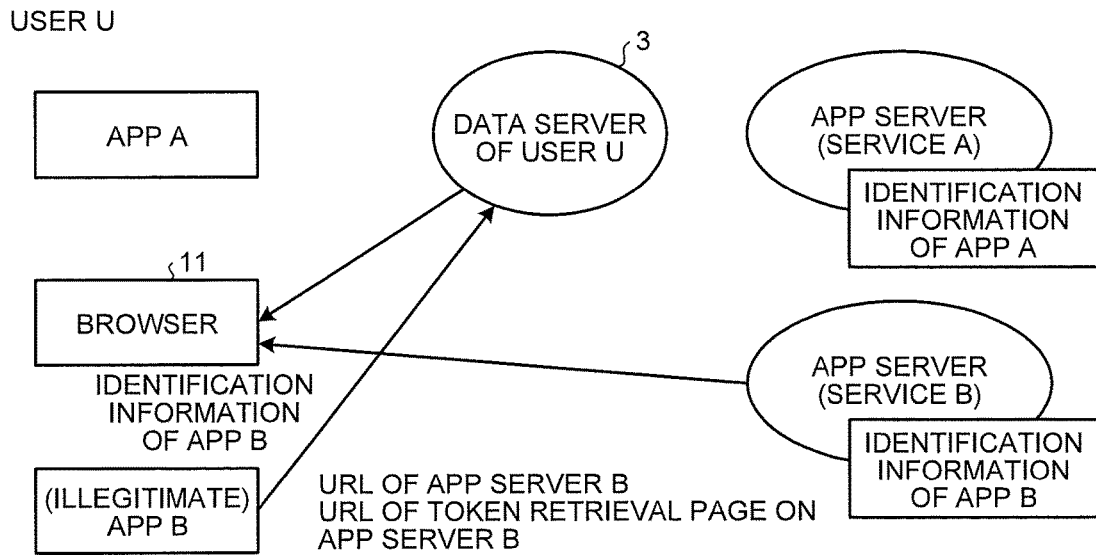 USER U
3
APP A
DATA SERVER
OF USER U
APP SERVER
(SERVICE A)
IDENTIFICATION
INFORMATION
OF APP A
11
BROWSER
IDENTIFICATION
INFORMATION
OF APP B
APP SERVER
(SERVICE B)
IDENTIFICATION
INFORMATION
OF APP B
(ILLEGITIMATE)
APP B
URL OF APP SERVER B
URL OF TOKEN RETRIEVAL PAGE ON
APP SERVER B